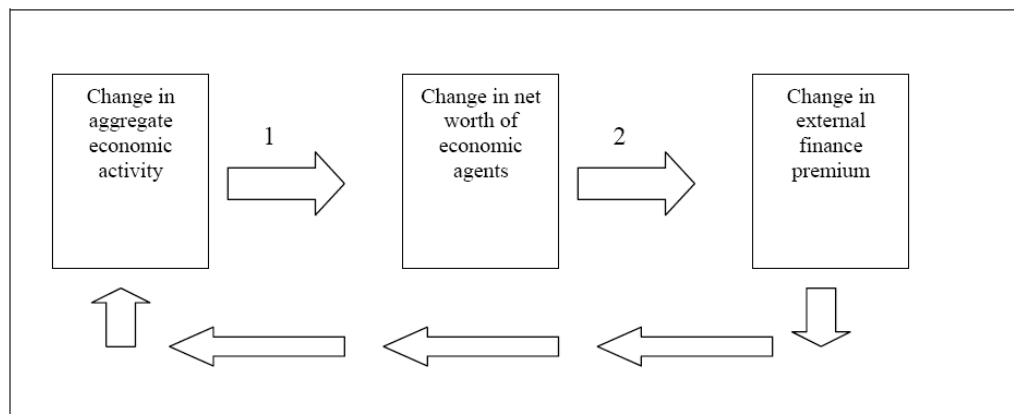 Change in
aggregate
economic
activity
1
Change in net
worth of
economic
agents
2
Change in
external
finance
premium